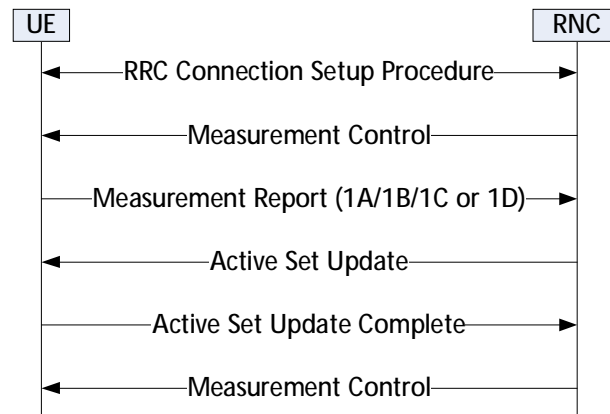 UE
RNC
RRC Connection Setup Procedure
Measurement Control
Measurement Report (1A/1B/1C or 1D)
Active Set Update
Active Set Update Complete
Measurement Control